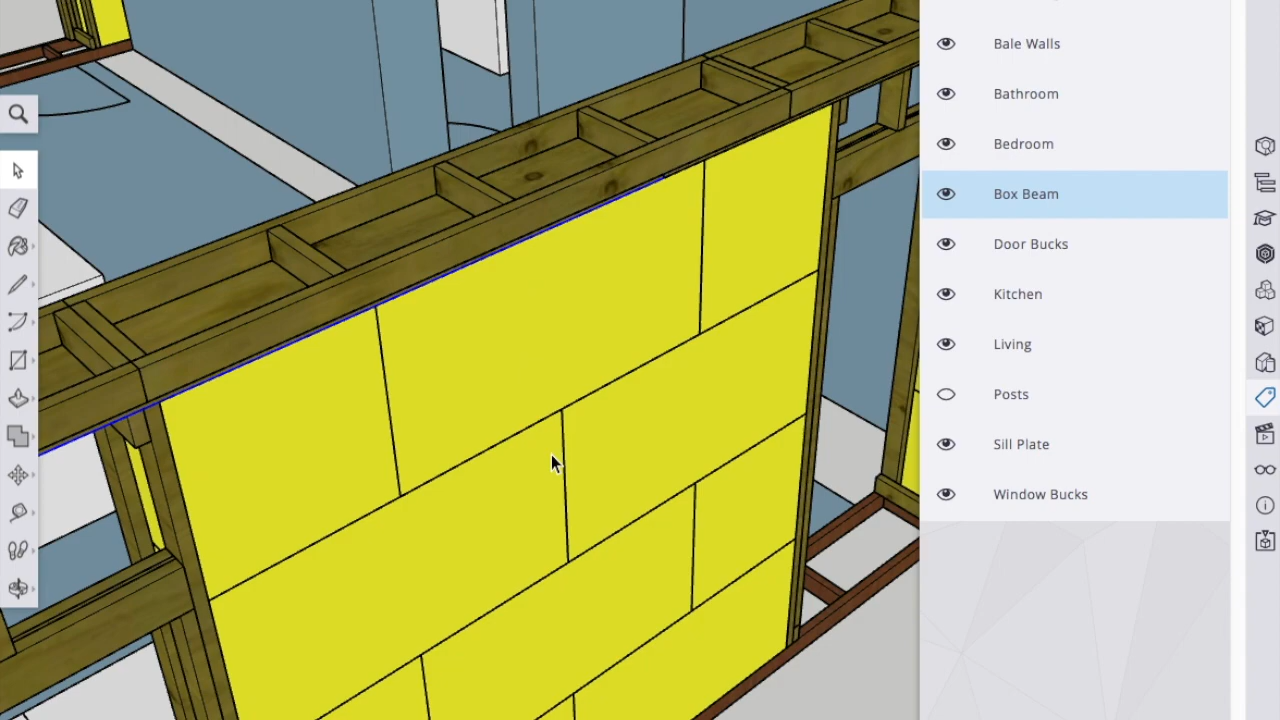 Bale Walls
Bathroom
Bedroom
Box Beam
Door Bucks
Kitchen
Living
Posts
Sill Plate
Window Bucks